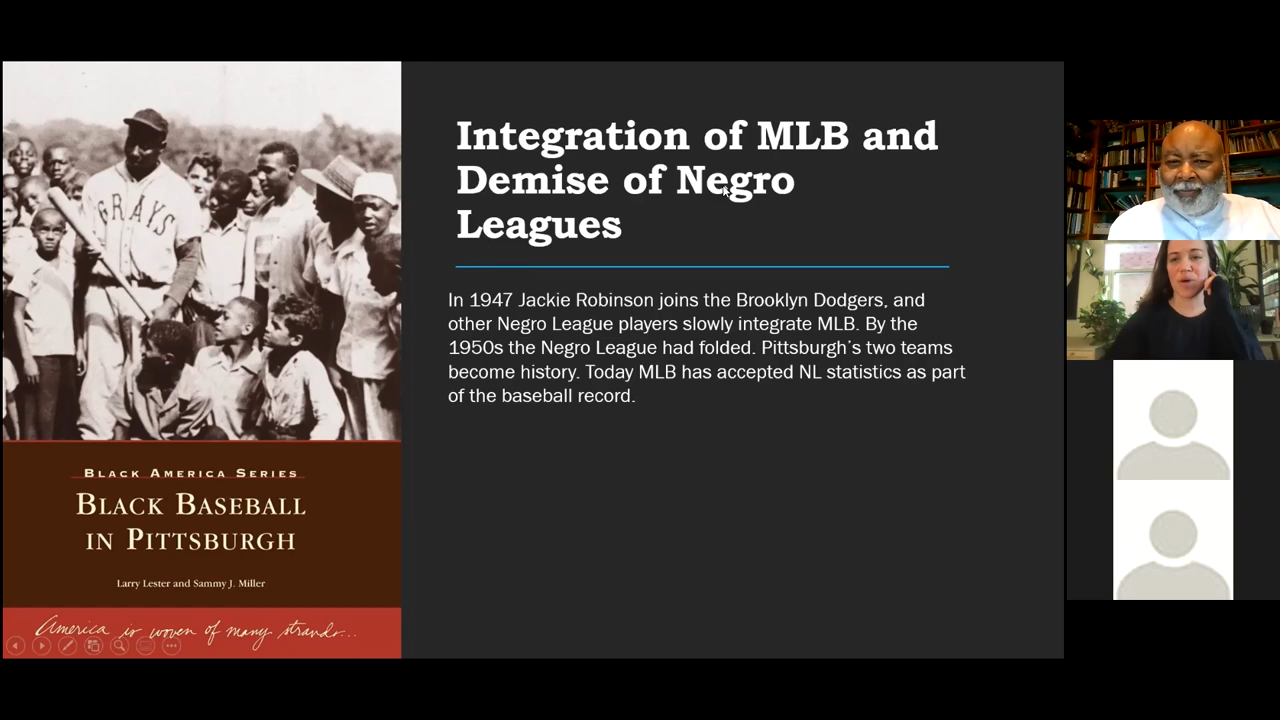 GRAYS
BLACK AMERICA SERIES
BLACK BASEBALL
IN PITTSBURGH
Larry Lester and Sammy J. Miller
America is woven of many strands...
Integration of MLB and
Demise of Negro
Leagues
In 1947 Jackie Robinson joins the Brooklyn Dodgers, and
other Negro League players slowly integrate MLB. By the
1950s the Negro League had folded. Pittsburgh's two teams
become history. Today MLB has accepted NL statistics as part
of the baseball record.